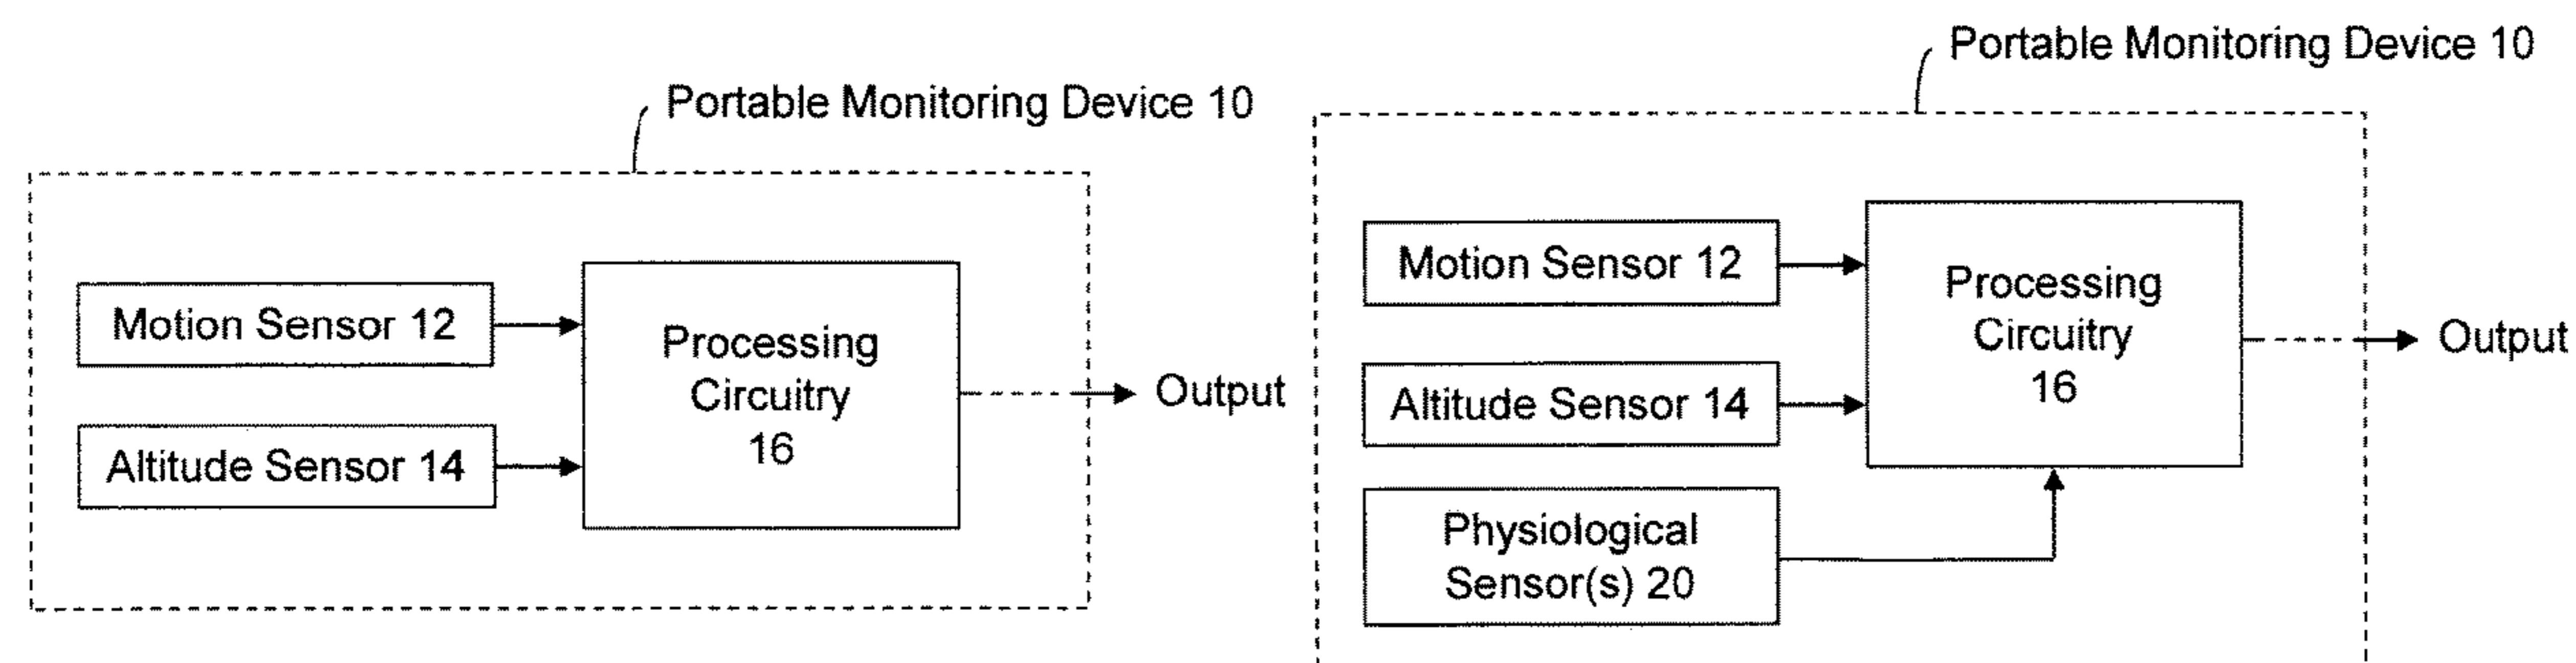 Portable Monitoring Device 10
Motion Sensor 12
Altitude Sensor 14
Processing
Circuitry
16
Output
Portable Monitoring Device 10
Motion Sensor 12
Altitude Sensor 14
Physiological
Sensor(s) 20
Processing
Circuitry
16
Output